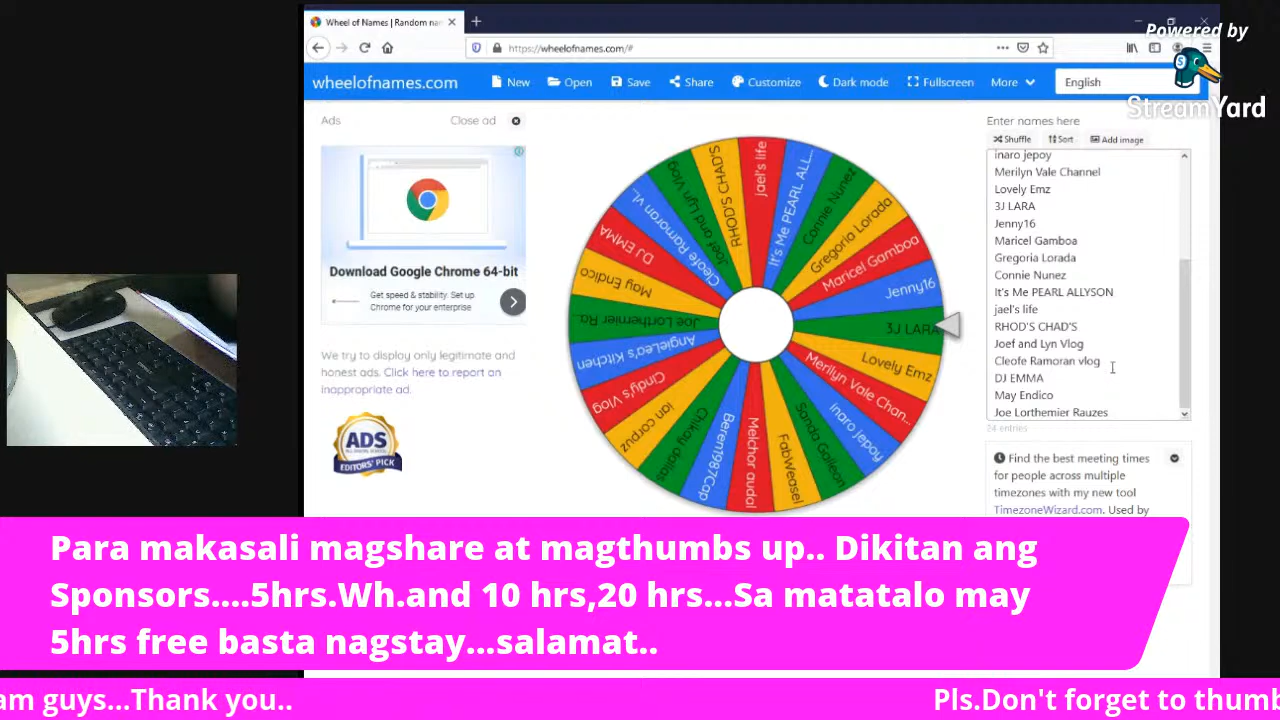 Wheel of Names | Random na
https://wheelofnames.com/#
Powered by
StreamYard
wheelofnames.com
New
Open
Save
Share
Customize
Dark mode
Fullscreen
More
English
Ads
Close ad
Download Google Chrome 64-bit
Get speed & stability. Set up
Chrome for your enterprise
We try to display only legitimate and
honest ads. Click here to report an
inappropriate ad.
ADS
EDITORS' PICK
jael's life
It's Me PEARL ALL...
Connie Nunez
Gregoria Lorada
Maricel Gamboa
Jenny16
3J LARA
Lovely Emz
Merilyn Vale Chan...
inaro jepoy
FabWeasel
Melchor audal
Berem1987Cap
Chikay dallas
ian corpuz
Cindy's Vlog
AngieLea's Kitchen
Joe Lorthemier Ra...
May Endico
DJ EMMA
Cleofe Ramoran v...
Joef and Lyn Vlog
RHOD'S CHAD'S
Enter names here
Shuffle
Sort
Add image
inaro jepoy
Merilyn Vale Channel
Lovely Emz
3J LARA
Jenny16
Maricel Gamboa
Gregoria Lorada
Connie Nunez
It's Me PEARL ALLYSON
jael's life
RHOD'S CHAD'S
Joef and Lyn Vlog
Cleofe Ramoran vlog
DJ EMMA
May Endico
Joe Lorthemier Rauzes
24 entries
Find the best meeting times
for people across multiple
timezones with my new tool
TimezoneWizard.com. Used by
Para makasali magshare at magthumbs up.. Dikitan ang
Sponsors....5hrs.Wh.and 10 hrs,20 hrs...Sa matatalo may
5hrs free basta nagstay...salamat..
am guys...Thank you..
Pls.Don't forget to thumb